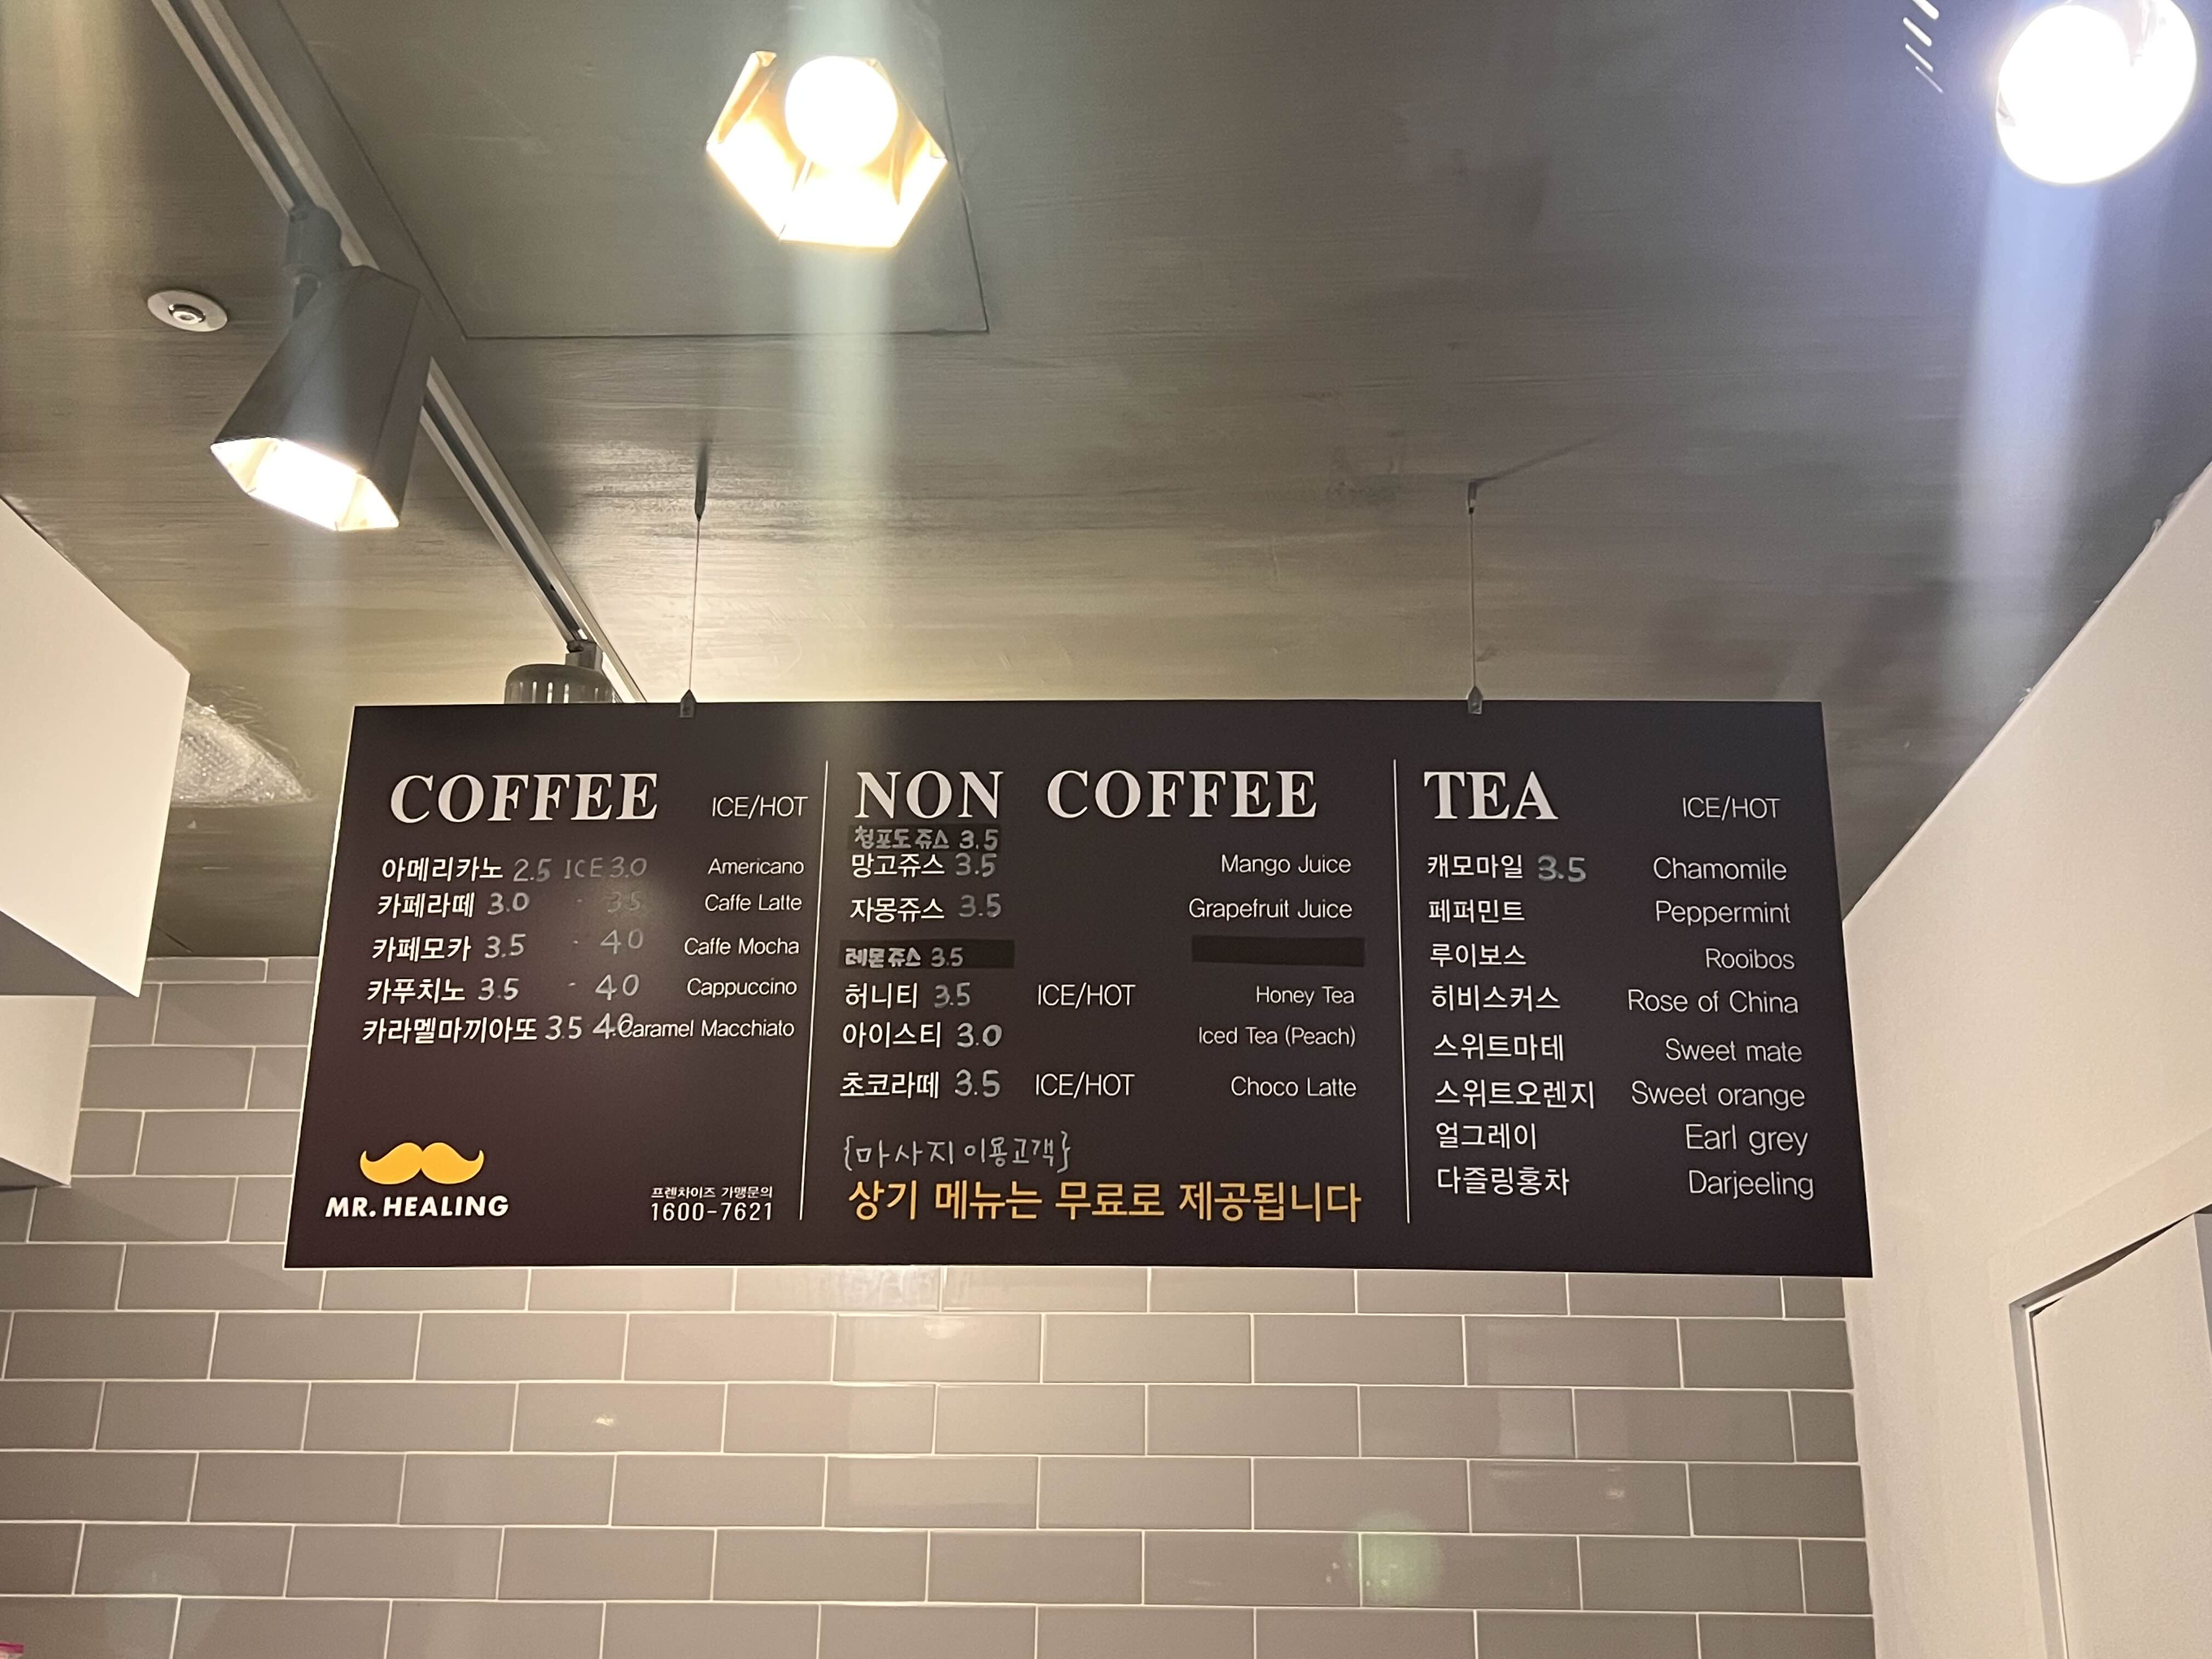 COFFEE ICE/HOT
아메리카노 2.5 ICE 3.0 Americano
카페라떼 3.0 - 3.5 Caffe Latte
카페모카 3.5 - 4.0 Caffe Mocha
카푸치노 3.5 - 4.0 Cappuccino
카라멜마끼아또 3.5 4.0 Caramel Macchiato
MR. HEALING
프렌차이즈 가맹문의
1600-7621
NON COFFEE
청포도쥬스 3.5
망고쥬스 3.5 Mango Juice
자몽쥬스 3.5 Grapefruit Juice
레몬쥬스 3.5
허니티 3.5 ICE/HOT Honey Tea
아이스티 3.0 Iced Tea (Peach)
초코라떼 3.5 ICE/HOT Choco Latte
{마사지 이용고객}
상기 메뉴는 무료로 제공됩니다
TEA ICE/HOT
캐모마일 3.5 Chamomile
페퍼민트 Peppermint
루이보스 Rooibos
히비스커스 Rose of China
스위트마테 Sweet mate
스위트오렌지 Sweet orange
얼그레이 Earl grey
다즐링홍차 Darjeeling